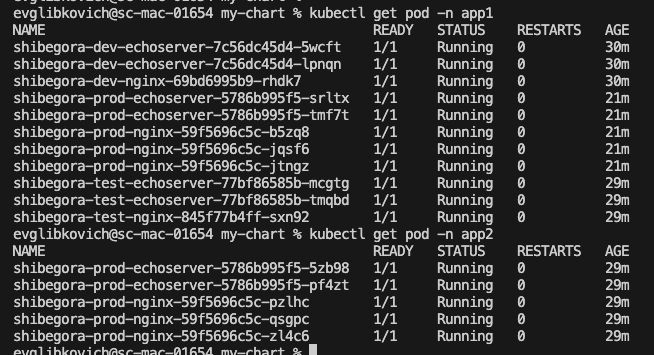 evglibkovich@sc-mac-01654 my-chart % kubectl get pod -n app1
NAME READY STATUS RESTARTS AGE
shibegora-dev-echoserver-7c56dc45d4-5wcft 1/1 Running 0 30m
shibegora-dev-echoserver-7c56dc45d4-lpnqn 1/1 Running 0 30m
shibegora-dev-nginx-69bd6995b9-rhdk7 1/1 Running 0 30m
shibegora-prod-echoserver-5786b995f5-srltx 1/1 Running 0 21m
shibegora-prod-echoserver-5786b995f5-tmf7t 1/1 Running 0 21m
shibegora-prod-nginx-59f5696c5c-b5zq8 1/1 Running 0 21m
shibegora-prod-nginx-59f5696c5c-jqsf6 1/1 Running 0 21m
shibegora-prod-nginx-59f5696c5c-jtngz 1/1 Running 0 21m
shibegora-test-echoserver-77bf86585b-mcgtg 1/1 Running 0 29m
shibegora-test-echoserver-77bf86585b-tmqbd 1/1 Running 0 29m
shibegora-test-nginx-845f77b4ff-sxn92 1/1 Running 0 29m
evglibkovich@sc-mac-01654 my-chart % kubectl get pod -n app2
NAME READY STATUS RESTARTS AGE
shibegora-prod-echoserver-5786b995f5-5zb98 1/1 Running 0 29m
shibegora-prod-echoserver-5786b995f5-pf4zt 1/1 Running 0 29m
shibegora-prod-nginx-59f5696c5c-pzlhc 1/1 Running 0 29m
shibegora-prod-nginx-59f5696c5c-qsgpc 1/1 Running 0 29m
shibegora-prod-nginx-59f5696c5c-zl4c6 1/1 Running 0 29m
evglibkovich@sc-mac-01654 my-chart %